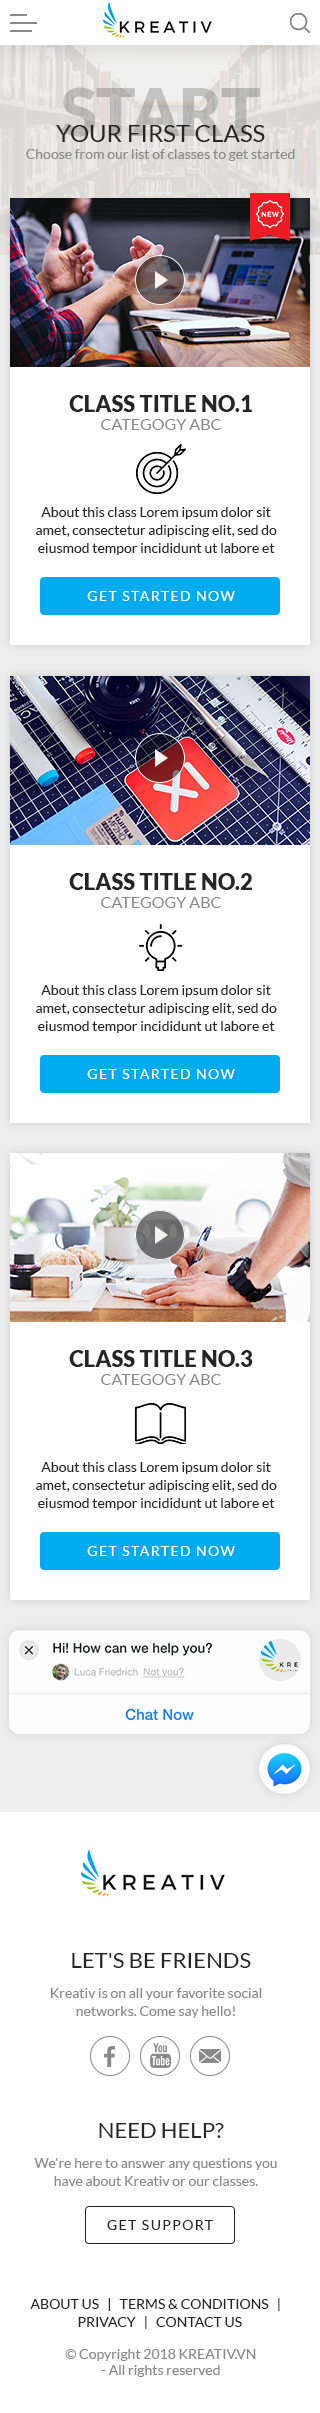 KREATIV
START
YOUR FIRST CLASS
Choose from our list of classes to get started
NEW
CLASS TITLE NO.1
CATEGOGY ABC
About this class Lorem ipsum dolor sit
amet, consectetur adipiscing elit, sed do
eiusmod tempor incididunt ut labore et
GET STARTED NOW
FUJIFILM
CLASS TITLE NO.2
CATEGOGY ABC
About this class Lorem ipsum dolor sit
amet, consectetur adipiscing elit, sed do
eiusmod tempor incididunt ut labore et
GET STARTED NOW
CLASS TITLE NO.3
CATEGOGY ABC
About this class Lorem ipsum dolor sit
amet, consectetur adipiscing elit, sed do
eiusmod tempor incididunt ut labore et
GET STARTED NOW
Hi! How can we help you?
Luca Friedrich Not you?
KRE
Chat Now
KREATIV
LET'S BE FRIENDS
Kreativ is on all your favorite social
networks. Come say hello!
You
Tube
NEED HELP?
We're here to answer any questions you
have about Kreativ or our classes.
GET SUPPORT
ABOUT US | TERMS & CONDITIONS |
PRIVACY | CONTACT US
© Copyright 2018 KREATIV.VN
- All rights reserved